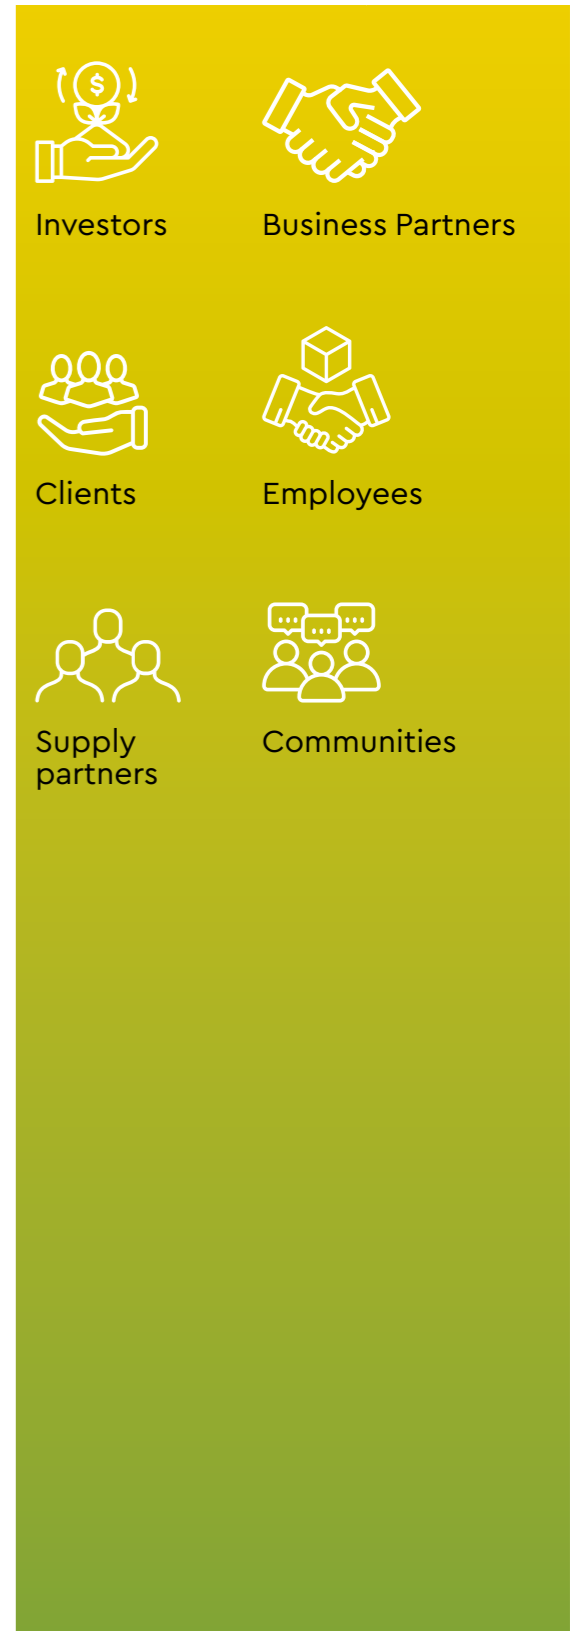 $
Investors
Business Partners
Clients
Employees
Supply
partners
Communities